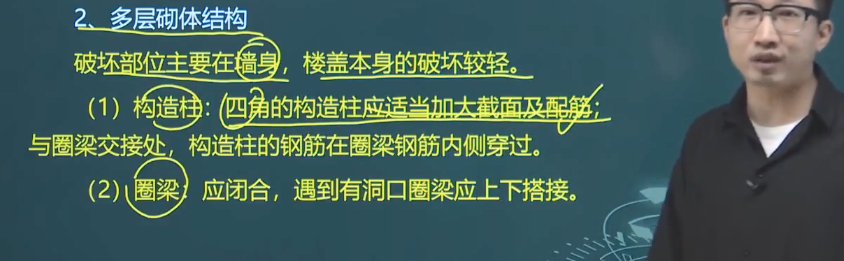 2、多层砌体结构
破坏部位主要在墙身，楼盖本身的破坏较轻。
（1）构造柱：四角的构造柱应适当加大截面及配筋；
与圈梁交接处，构造柱的钢筋在圈梁钢筋内侧穿过。
（2）圈梁：应闭合，遇到有洞口圈梁应上下搭接。